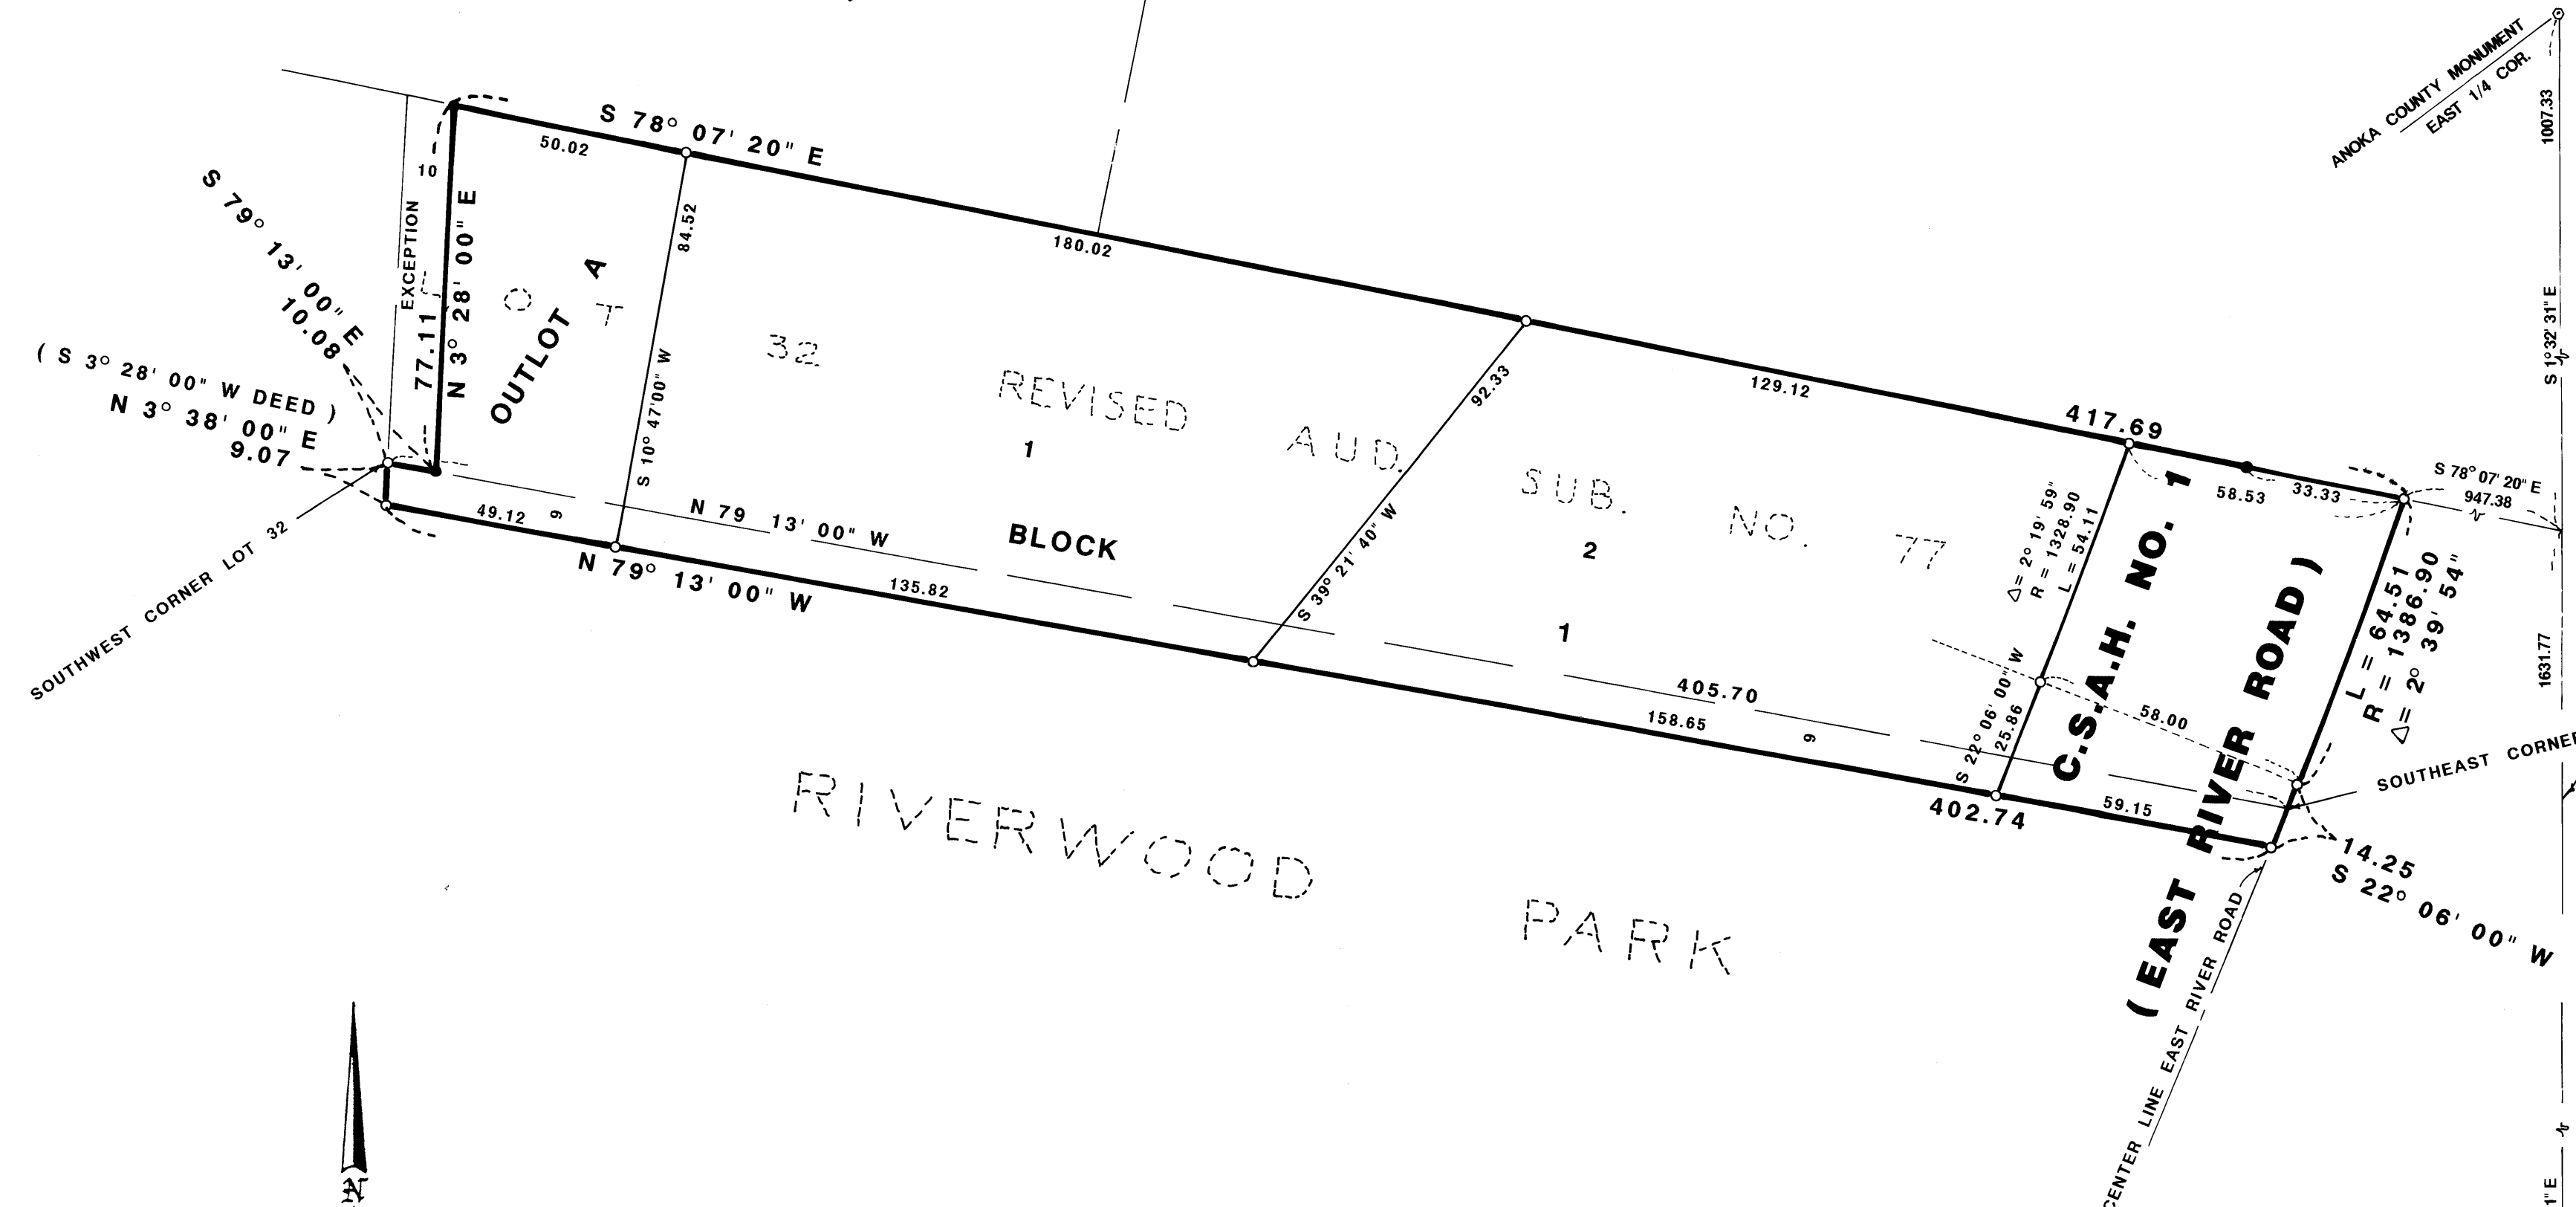 ANOKA COUNTY MONUMENT
EAST 1/4 COR.
1007.33
S 1° 32' 31" E
1631.77
1" E
S 78° 07' 20" E
947.38
S 78° 07' 20" E
50.02
180.02
129.12
417.69
58.53
33.33
10
EXCEPTION
77.11
N 3° 28' 00" E
S 79° 13' 00" E
10.08
( S 3° 28' 00" W DEED )
N 3° 38' 00" E
9.07
SOUTHWEST CORNER LOT 32
OUTLOT A
LOT 32 REVISED AUD. SUB. NO. 77
84.52
S 10° 47' 00" W
1
92.33
S 39° 21' 40" W
2
BLOCK 1
N 79 13' 00" W
405.70
49.12
9
N 79° 13' 00" W
135.82
158.65
9
402.74
59.15
Δ= 2° 19' 59"
R = 1328.90
L = 54.11
S 22° 06' 00" W
25.86
58.00
C.S.A.H. NO. 1
( EAST RIVER ROAD )
L = 64.51
R = 1386.90
Δ= 2° 39' 54"
SOUTHEAST CORNER
14.25
S 22° 06' 00" W
CENTER LINE EAST RIVER ROAD
RIVERWOOD PARK
N